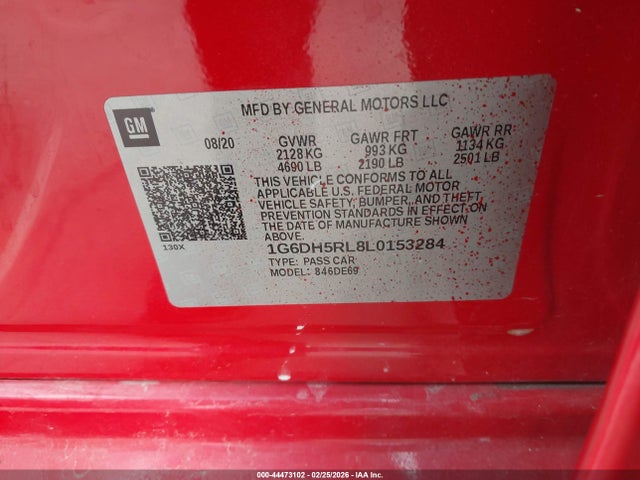 GM
MFD BY GENERAL MOTORS LLC
08/20
GVWR GAWR FRT GAWR RR
2128 KG 993 KG 1134 KG
4690 LB 2190 LB 2501 LB
THIS VEHICLE CONFORMS TO ALL
APPLICABLE U.S. FEDERAL MOTOR
VEHICLE SAFETY, BUMPER, AND THEFT
PREVENTION STANDARDS IN EFFECT ON
THE DATE OF MANUFACTURE SHOWN
ABOVE.
130X
1G6DH5RL8L0153284
TYPE: PASS CAR
MODEL: 846DE69
000-44473102 - 02/25/2026 - IAA Inc.